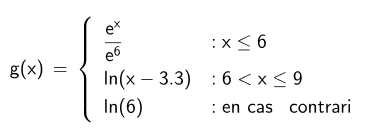 g(x) = { e^x / e^6 : x ≤ 6
ln(x − 3.3) : 6 < x ≤ 9
ln(6) : en cas contrari